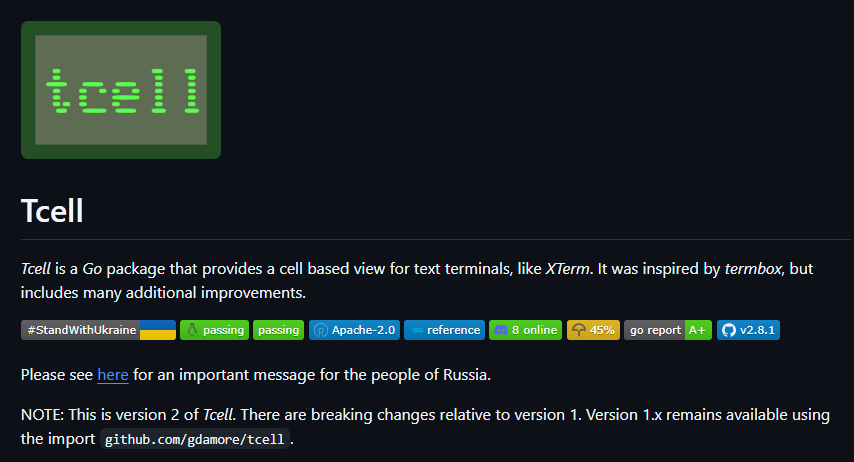 tcell
Tcell
Tcell is a Go package that provides a cell based view for text terminals, like XTerm. It was inspired by termbox, but
includes many additional improvements.
#StandWithUkraine passing passing Apache-2.0 reference 8 online 45% go report A+ v2.8.1
Please see here for an important message for the people of Russia.
NOTE: This is version 2 of Tcell. There are breaking changes relative to version 1. Version 1.x remains available using
the import github.com/gdamore/tcell.